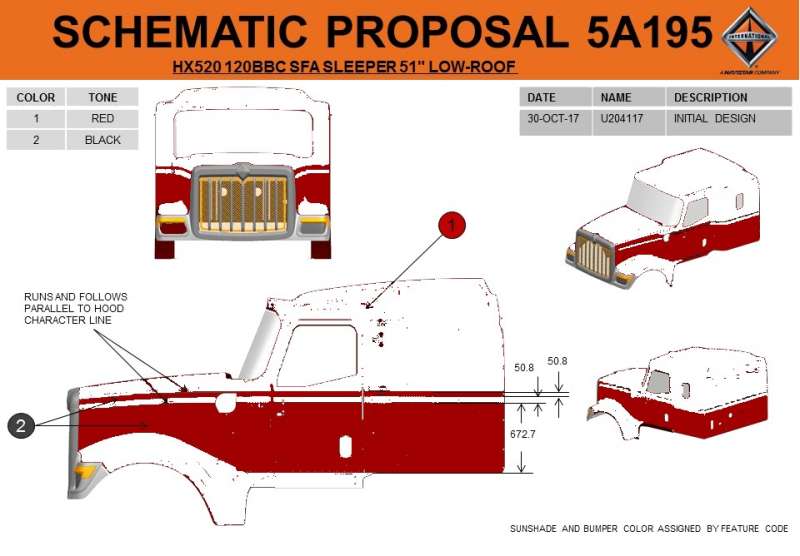 SCHEMATIC PROPOSAL 5A195
HX520 120BBC SFA SLEEPER 51" LOW-ROOF
INTERNATIONAL
A NAVISTAR COMPANY
COLOR TONE
1 RED
2 BLACK
DATE NAME DESCRIPTION
30-OCT-17 U204117 INITIAL DESIGN
1
RUNS AND FOLLOWS
PARALLEL TO HOOD
CHARACTER LINE
50.8
50.8
2
672.7
SUNSHADE AND BUMPER COLOR ASSIGNED BY FEATURE CODE